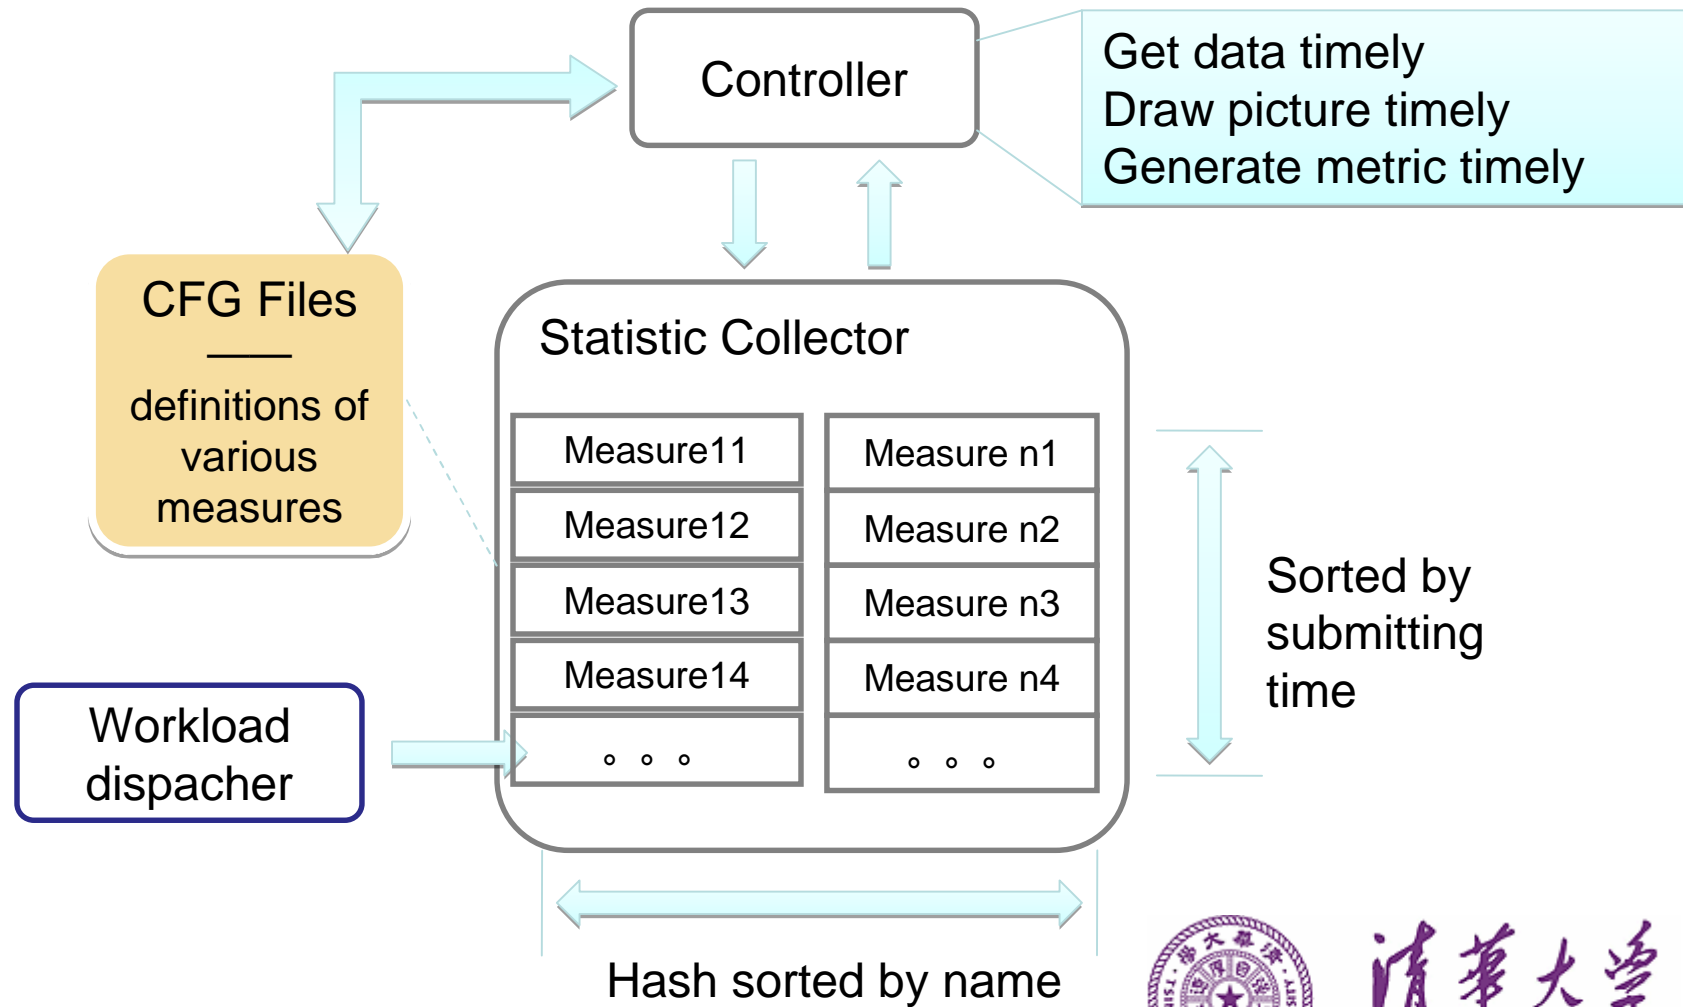 Controller
Get data timely
Draw picture timely
Generate metric timely
CFG Files
definitions of
various
measures
Statistic Collector
Measure11
Measure12
Measure13
Measure14
。。。
Measure n1
Measure n2
Measure n3
Measure n4
。。。
Sorted by
submitting
time
Workload
dispacher
Hash sorted by name
清華大学